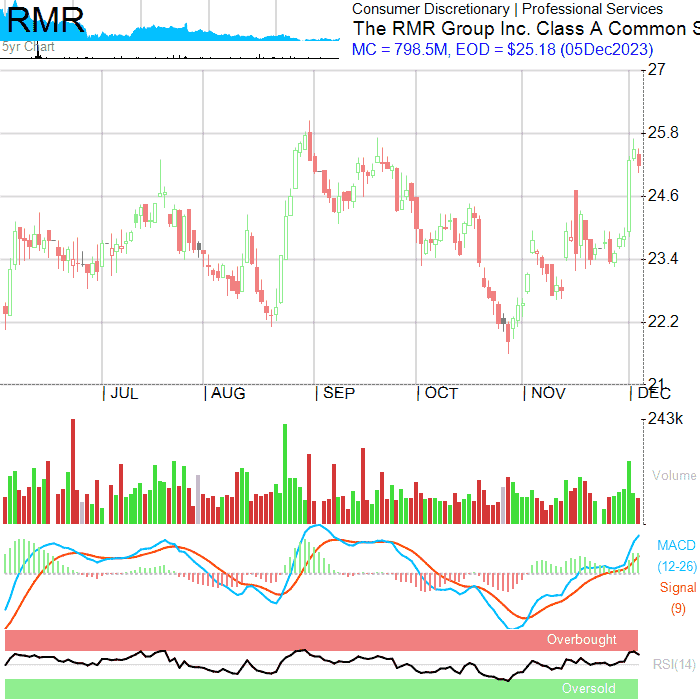 RMR
5yr Chart
Consumer Discretionary | Professional Services
The RMR Group Inc. Class A Common S
MC = 798.5M, EOD = $25.18 (05Dec2023)
27
25.8
24.6
23.4
22.2
21
| JUL | AUG | SEP | OCT | NOV | DEC
243k
Volume
MACD
(12-26)
Signal
(9)
Overbought
RSI(14)
Oversold